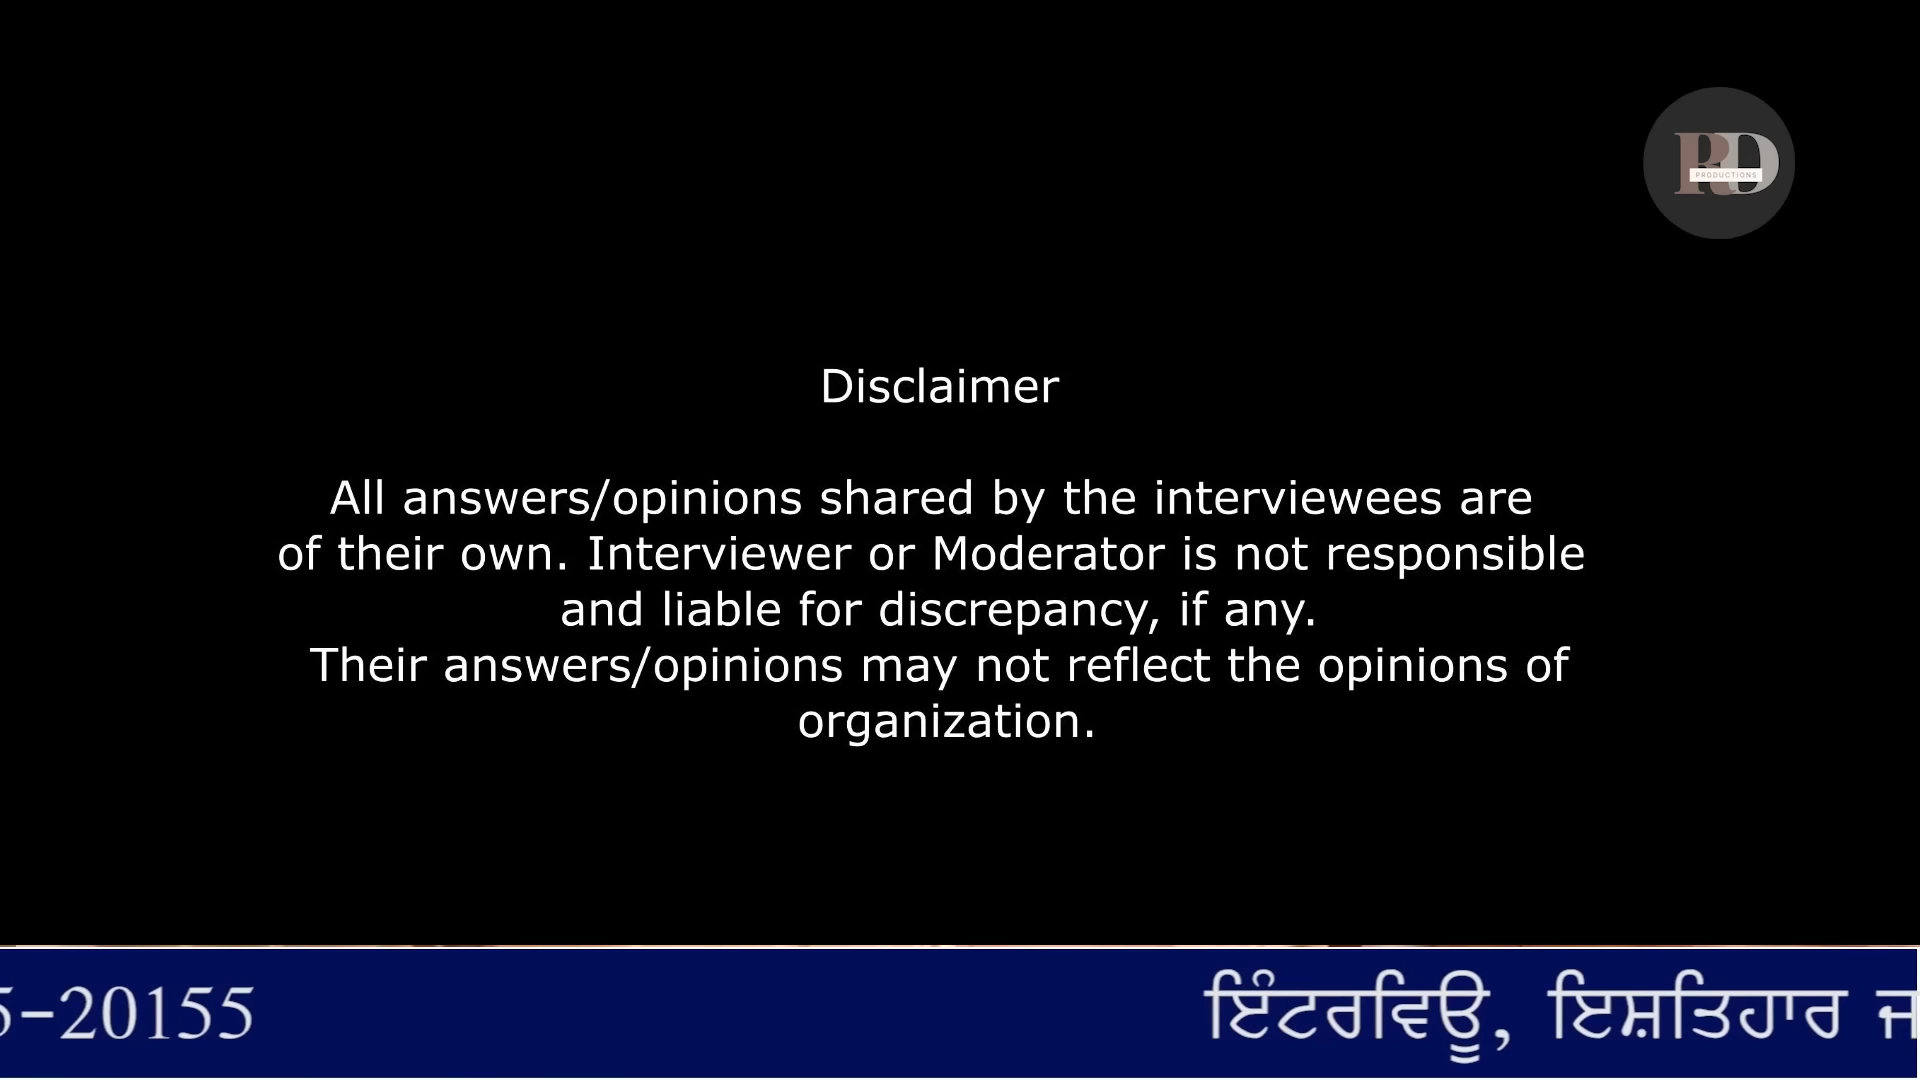 RD
PRODUCTIONS
Disclaimer
All answers/opinions shared by the interviewees are
of their own. Interviewer or Moderator is not responsible
and liable for discrepancy, if any.
Their answers/opinions may not reflect the opinions of
organization.
5-20155 ਇੰਟਰਵਿਊ, ਇਸ਼ਤਿਹਾਰ ਜ